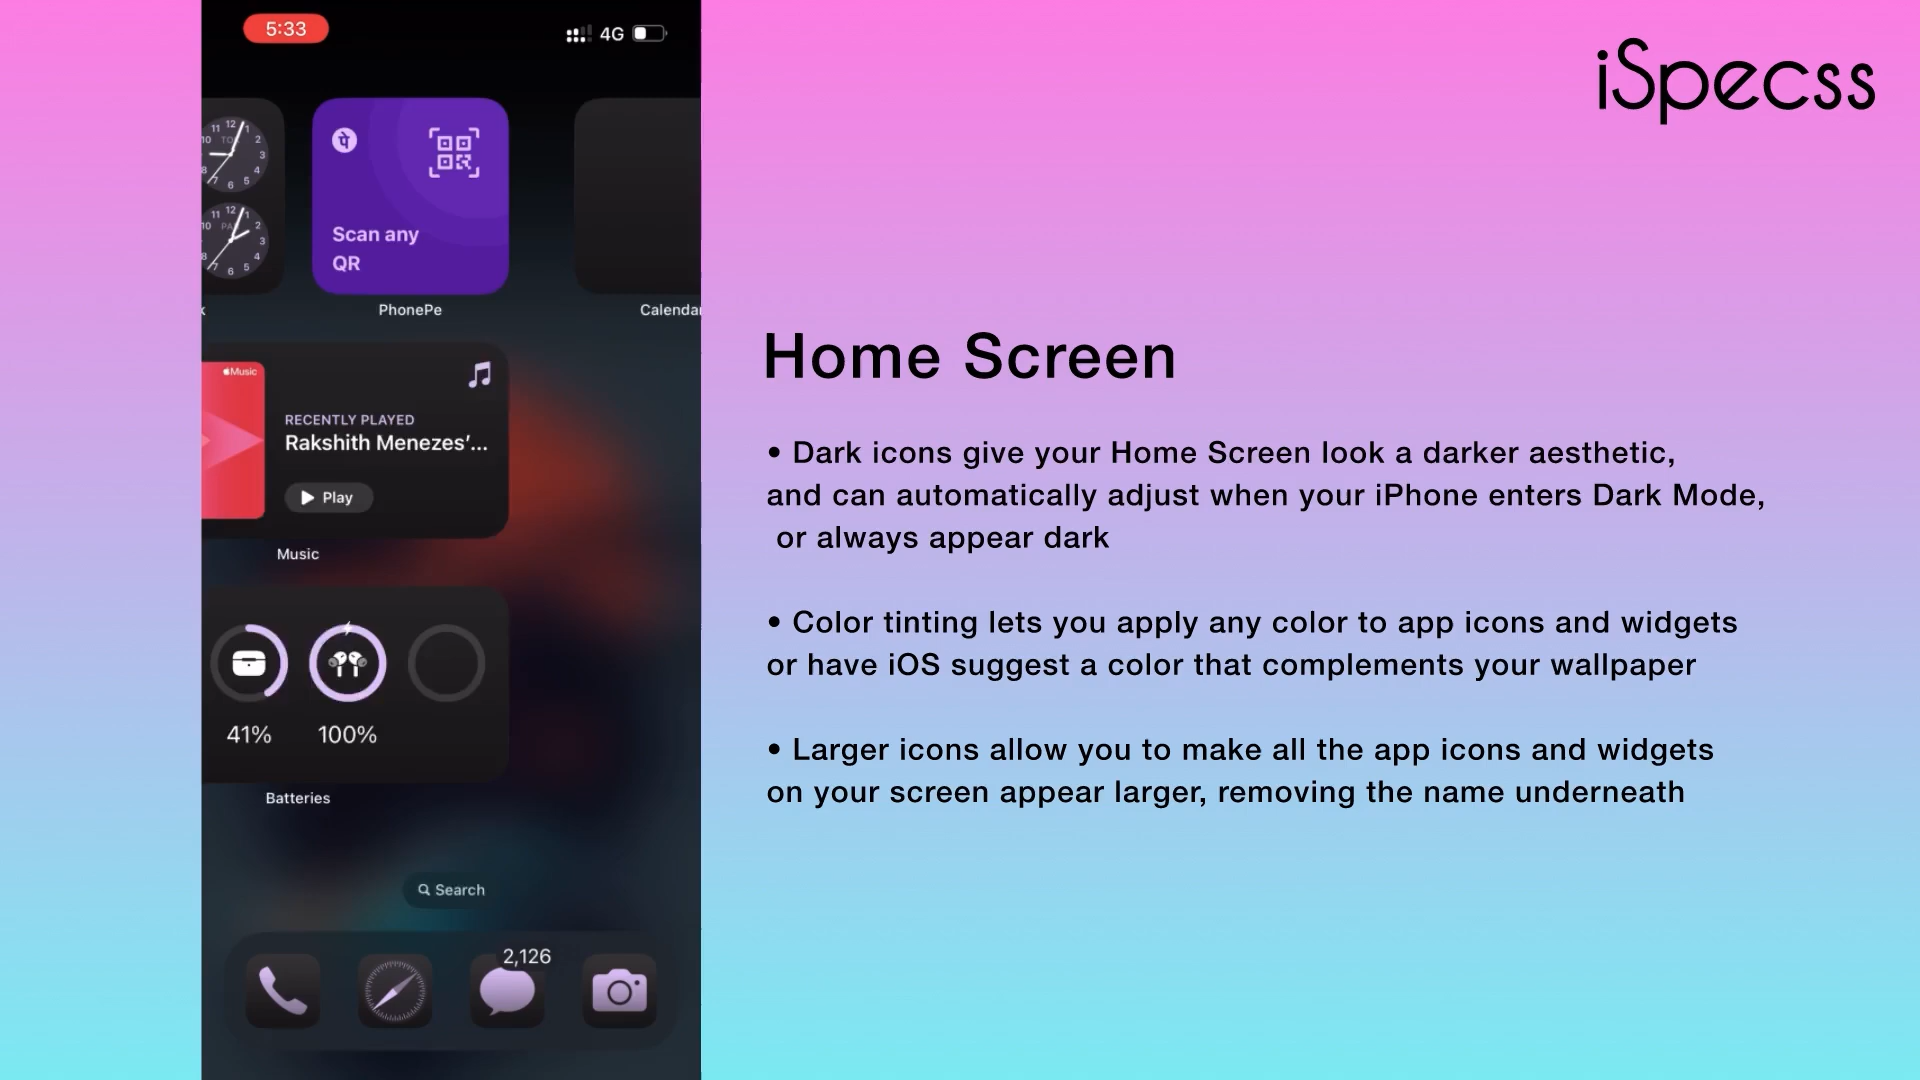 5:33
4G
iSpecss
पे
Scan any
QR
PhonePe
Calendar
Music
RECENTLY PLAYED
Rakshith Menezes’...
Play
Music
41%
100%
Batteries
Search
2,126
Home Screen
• Dark icons give your Home Screen look a darker aesthetic,
and can automatically adjust when your iPhone enters Dark Mode,
or always appear dark
• Color tinting lets you apply any color to app icons and widgets
or have iOS suggest a color that complements your wallpaper
• Larger icons allow you to make all the app icons and widgets
on your screen appear larger, removing the name underneath